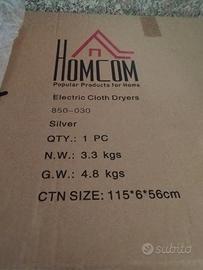 HOMCOM
Popular Products for Home
Electric Cloth Dryers
850-030
Silver
QTY.: 1 PC
N.W.: 3.3 kgs
G.W.: 4.8 kgs
CTN SIZE: 115*6*56cm
subito